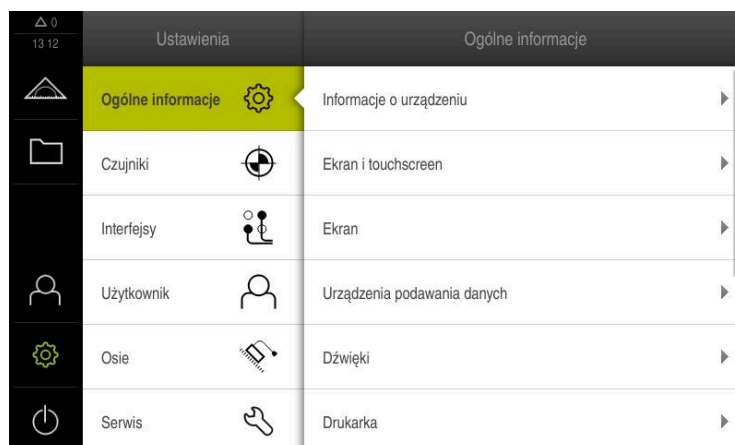 0
13 12
Ustawienia
Ogólne informacje
Ogólne informacje
Informacje o urządzeniu
Czujniki
Ekran i touchscreen
Interfejsy
Ekran
Użytkownik
Urządzenia podawania danych
Osie
Dźwięki
Serwis
Drukarka